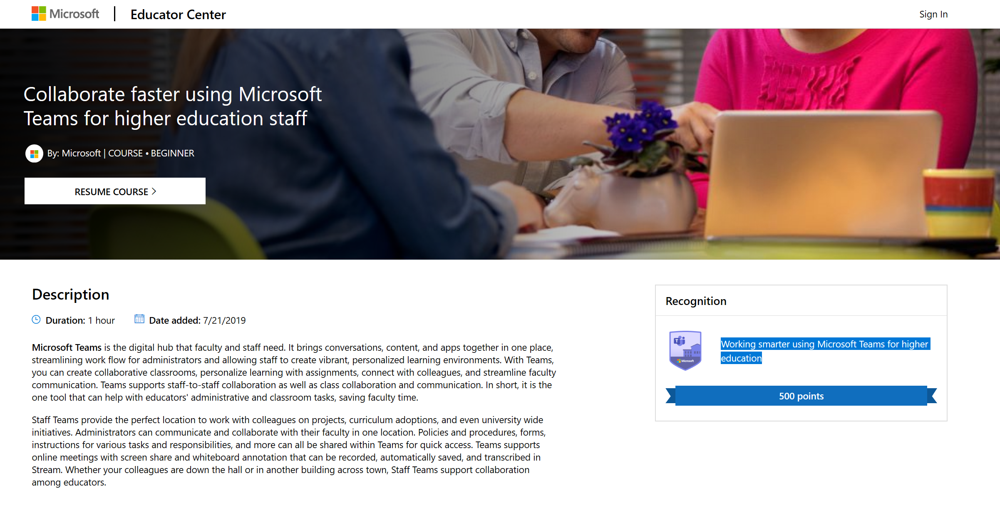 Microsoft
Educator Center
Sign In
Collaborate faster using Microsoft
Teams for higher education staff
By: Microsoft | COURSE • BEGINNER
RESUME COURSE >
Description
Duration: 1 hour
Date added: 7/21/2019
Microsoft Teams is the digital hub that faculty and staff need. It brings conversations, content, and apps together in one place,
streamlining work flow for administrators and allowing staff to create vibrant, personalized learning environments. With Teams,
you can create collaborative classrooms, personalize learning with assignments, connect with colleagues, and streamline faculty
communication. Teams supports staff-to-staff collaboration as well as class collaboration and communication. In short, it is the
one tool that can help with educators' administrative and classroom tasks, saving faculty time.
Staff Teams provide the perfect location to work with colleagues on projects, curriculum adoptions, and even university wide
initiatives. Administrators can communicate and collaborate with their faculty in one location. Policies and procedures, forms,
instructions for various tasks and responsibilities, and more can all be shared within Teams for quick access. Teams supports
online meetings with screen share and whiteboard annotation that can be recorded, automatically saved, and transcribed in
Stream. Whether your colleagues are down the hall or in another building across town, Staff Teams support collaboration
among educators.
Recognition
T
Microsoft
Working smarter using Microsoft Teams for higher
education
500 points